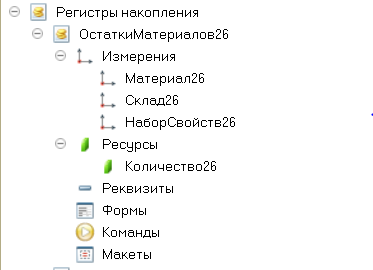 Регистры накопления
ОстаткиМатериалов26
Измерения
Материал26
Склад26
НаборСвойств26
Ресурсы
Количество26
Реквизиты
Формы
Команды
Макеты